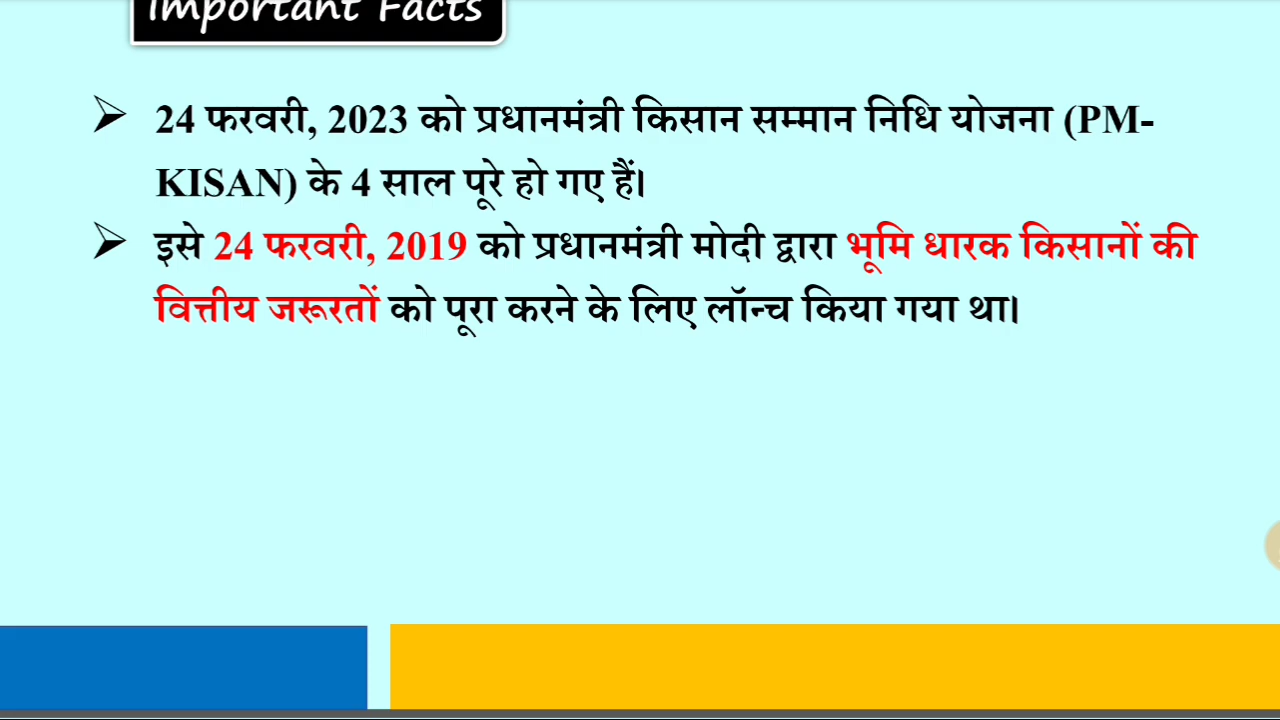 Important Facts
➢ 24 फरवरी, 2023 को प्रधानमंत्री किसान सम्मान निधि योजना (PM-
KISAN) के 4 साल पूरे हो गए हैं।
➢ इसे 24 फरवरी, 2019 को प्रधानमंत्री मोदी द्वारा भूमि धारक किसानों की
वित्तीय जरूरतों को पूरा करने के लिए लॉन्च किया गया था।